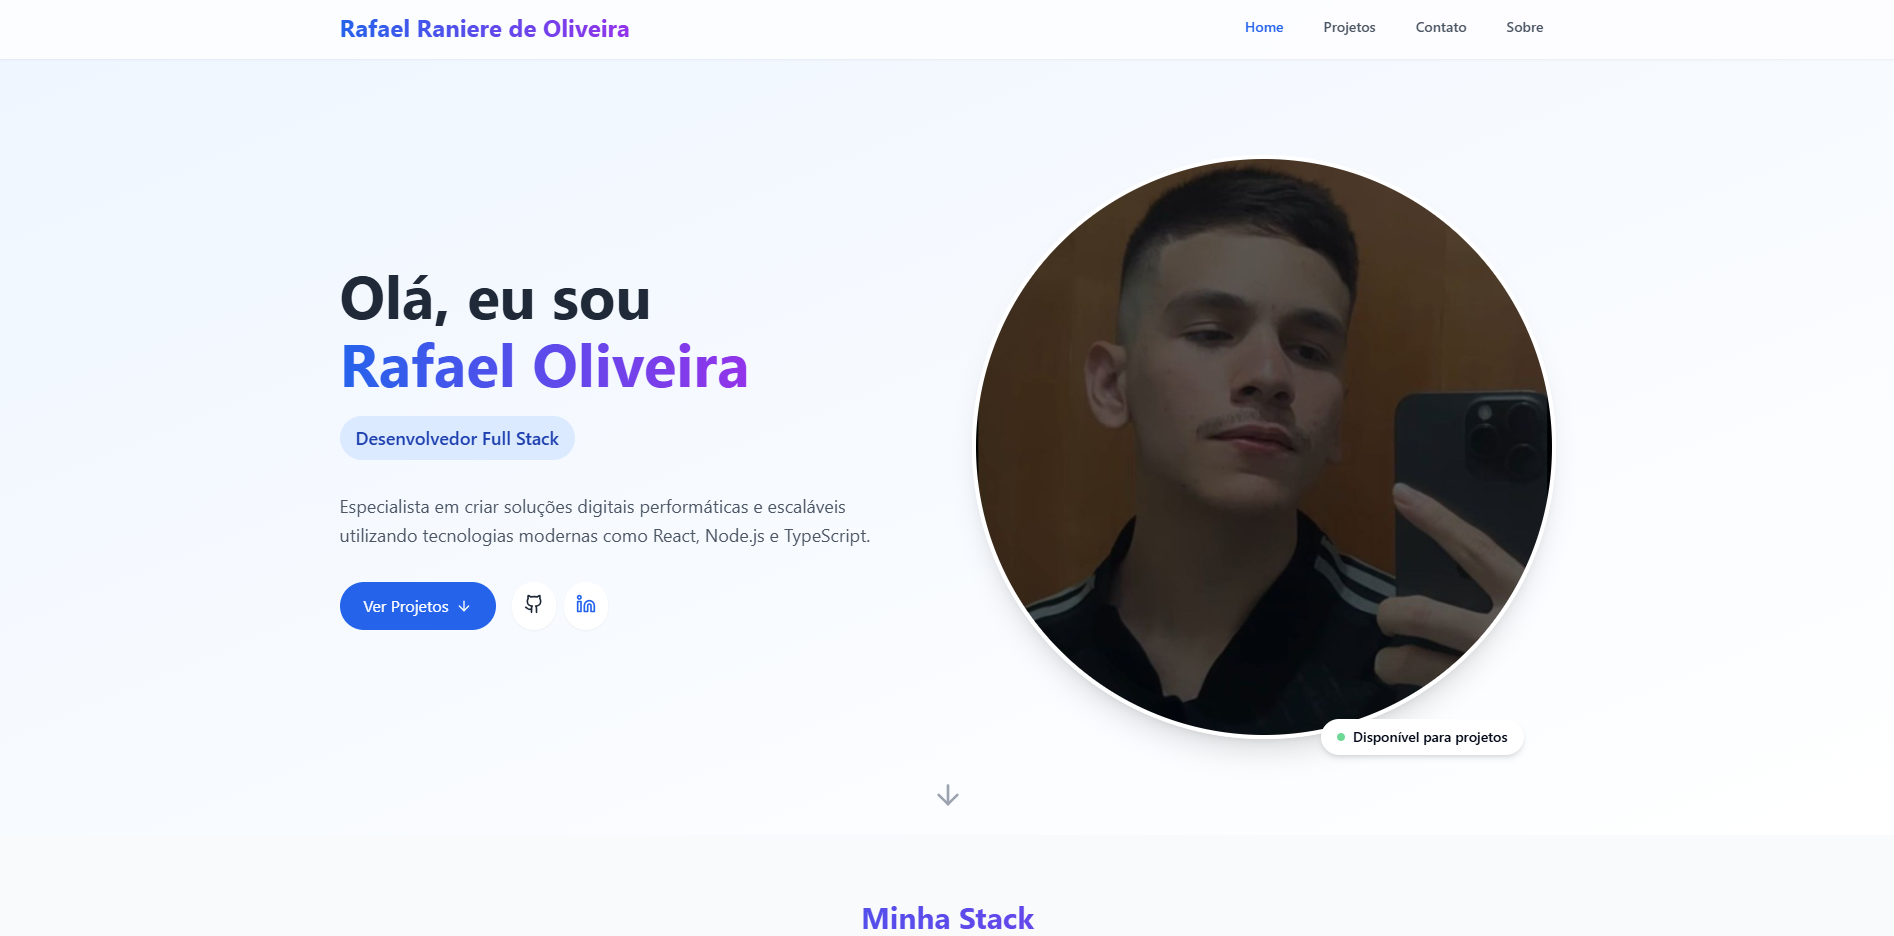 Rafael Raniere de Oliveira
Home
Projetos
Contato
Sobre
Olá, eu sou
Rafael Oliveira
Desenvolvedor Full Stack
Especialista em criar soluções digitais performáticas e escaláveis
utilizando tecnologias modernas como React, Node.js e TypeScript.
Ver Projetos
Disponível para projetos
Minha Stack